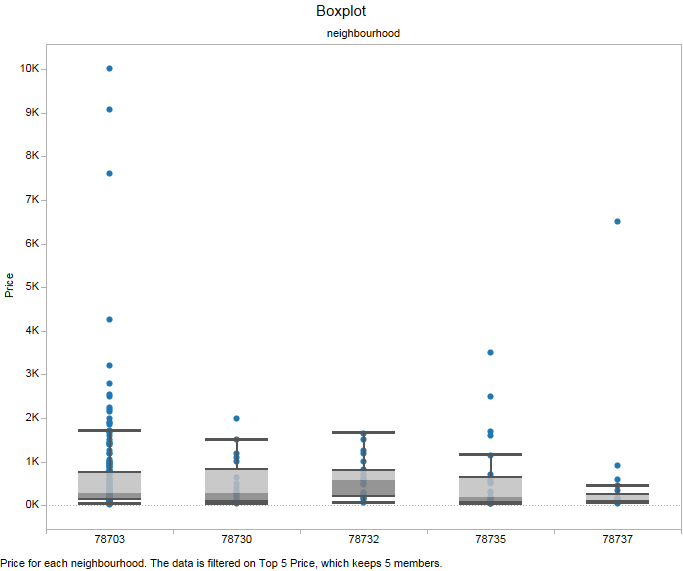 Boxplot
neighbourhood
10K
9K
8K
7K
6K
5K
4K
3K
2K
1K
0K
Price
78703 78730 78732 78735 78737
Price for each neighbourhood. The data is filtered on Top 5 Price, which keeps 5 members.